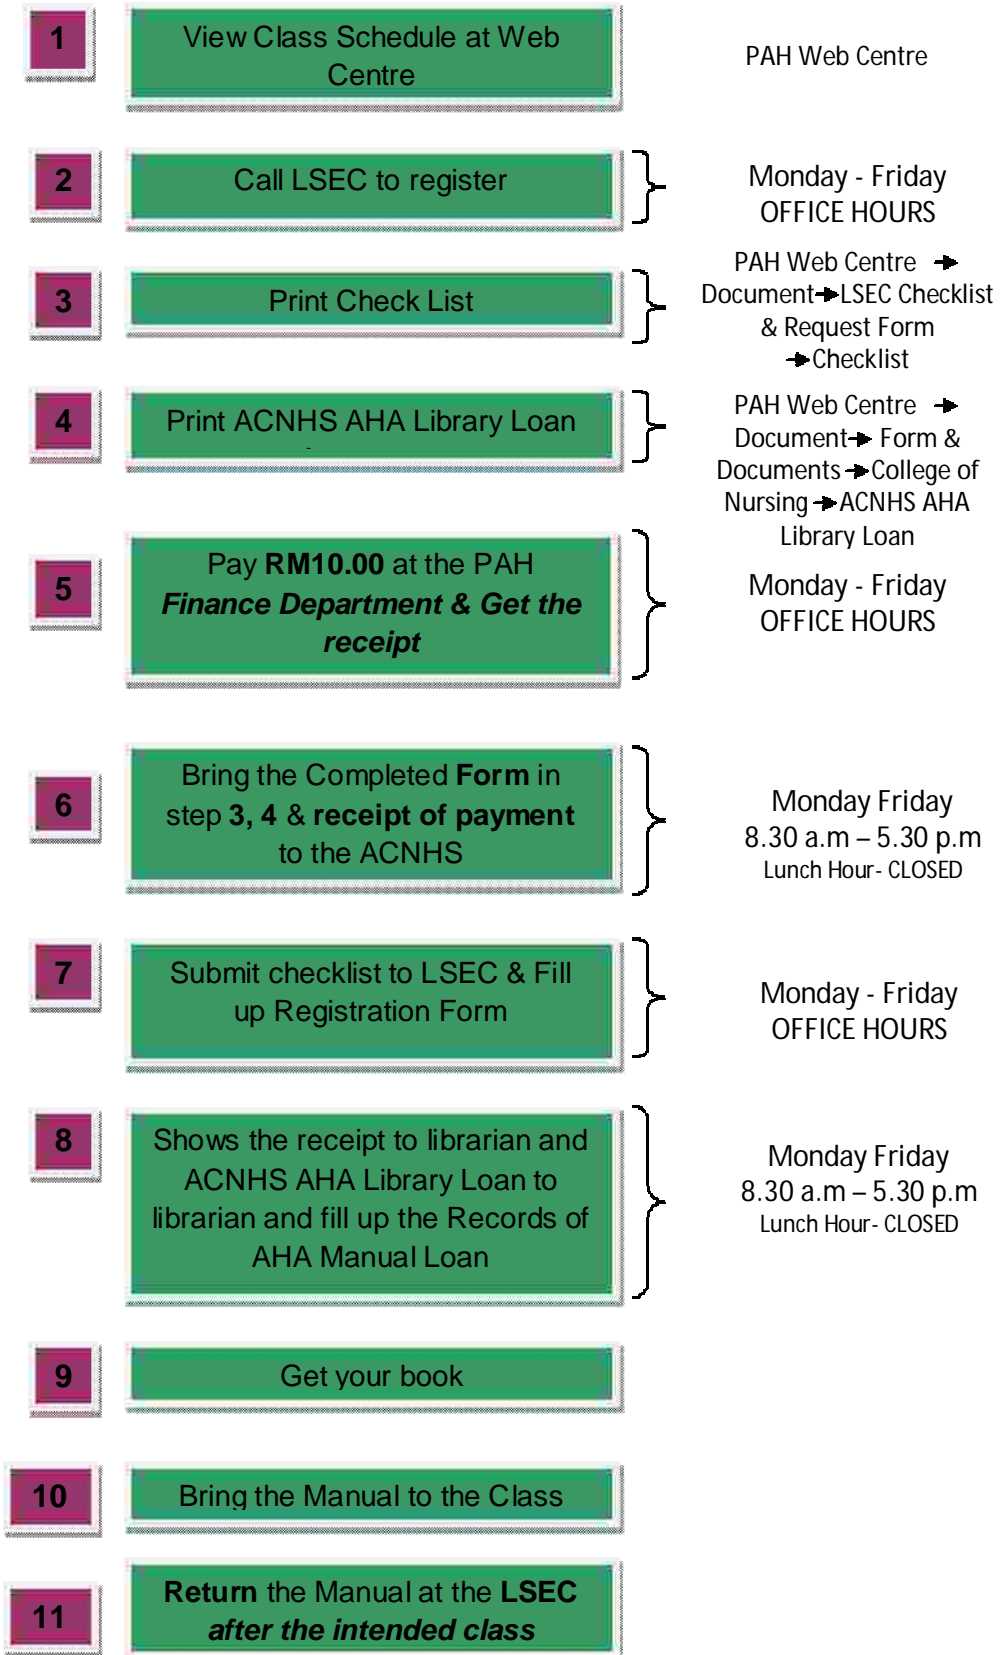 1
View Class Schedule at Web
Centre
PAH Web Centre
2
Call LSEC to register
Monday - Friday
OFFICE HOURS
3
Print Check List
PAH Web Centre →
Document→LSEC Checklist
& Request Form
→Checklist
4
Print ACNHS AHA Library Loan
PAH Web Centre →
Document→ Form &
Documents →College of
Nursing →ACNHS AHA
Library Loan
5
Pay RM10.00 at the PAH
Finance Department & Get the
receipt
Monday - Friday
OFFICE HOURS
6
Bring the Completed Form in
step 3, 4 & receipt of payment
to the ACNHS
Monday Friday
8.30 a.m – 5.30 p.m
Lunch Hour- CLOSED
7
Submit checklist to LSEC & Fill
up Registration Form
Monday - Friday
OFFICE HOURS
8
Shows the receipt to librarian and
ACNHS AHA Library Loan to
librarian and fill up the Records of
AHA Manual Loan
Monday Friday
8.30 a.m – 5.30 p.m
Lunch Hour- CLOSED
9
Get your book
10
Bring the Manual to the Class
11
Return the Manual at the LSEC
after the intended class